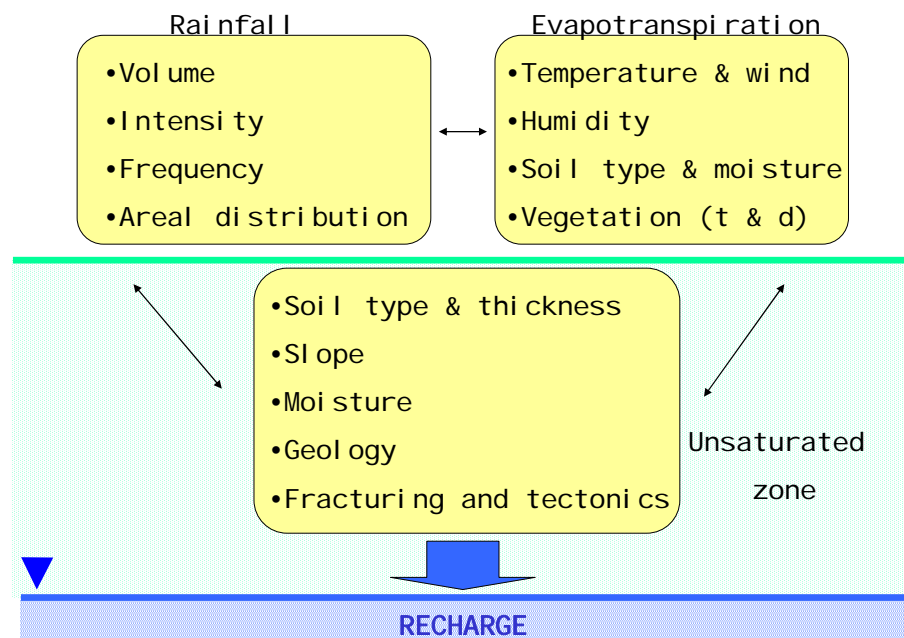 Rainfall
•Volume
•Intensity
•Frequency
•Areal distribution
Evapotranspiration
•Temperature & wind
•Humidity
•Soil type & moisture
•Vegetation (t & d)
•Soil type & thickness
•Slope
•Moisture
•Geology
•Fracturing and tectonics
Unsaturated
zone
RECHARGE